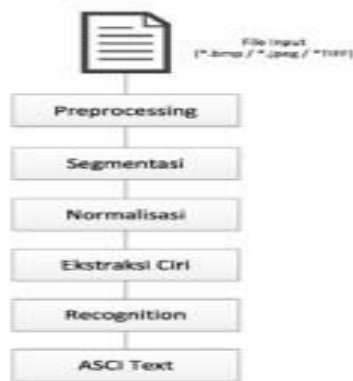 File Input
(*.bmp / *.jpeg / *TIFF)
Preprocessing
Segmentasi
Normalisasi
Ekstraksi Ciri
Recognition
ASCI Text